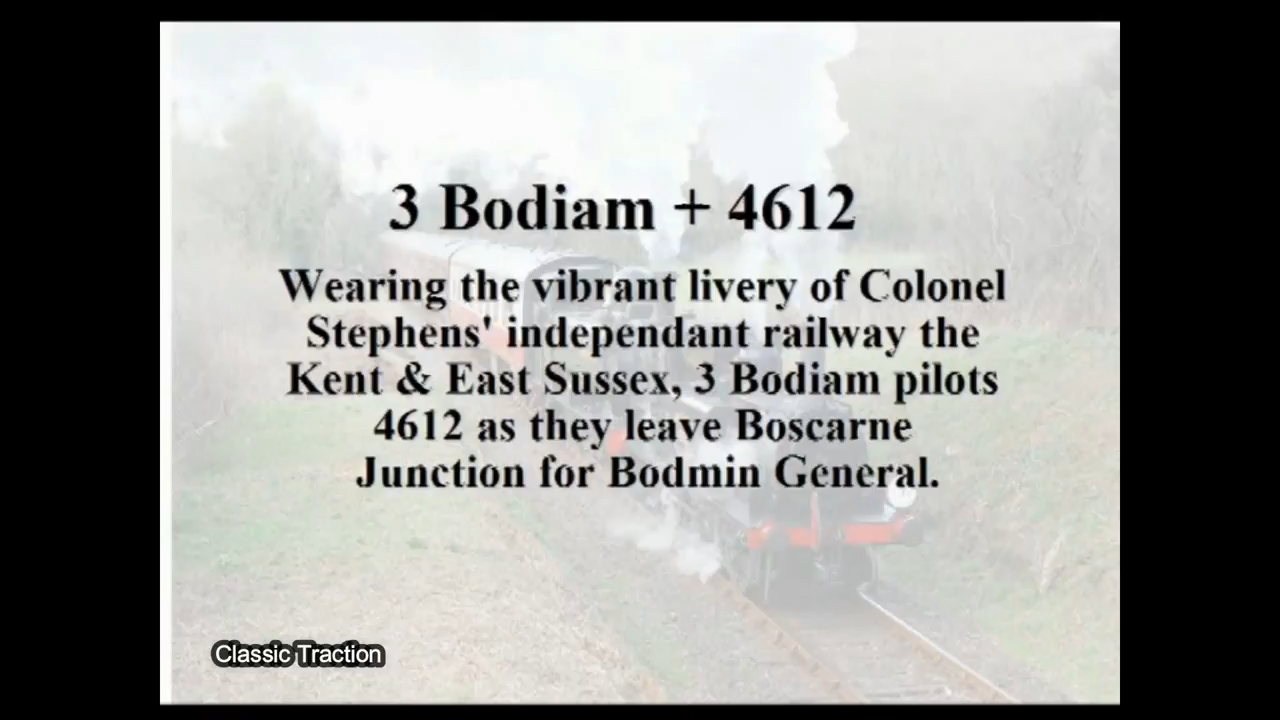 3 Bodiam + 4612
Wearing the vibrant livery of Colonel
Stephens' independant railway the
Kent & East Sussex, 3 Bodiam pilots
4612 as they leave Boscarne
Junction for Bodmin General.
Classic Traction